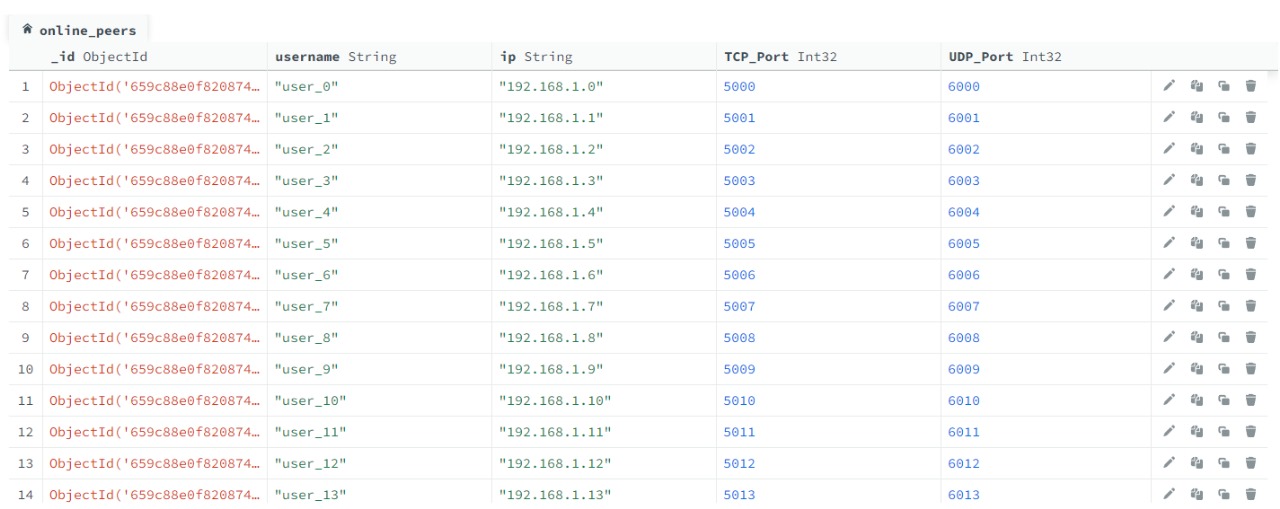 online_peers
_id ObjectId username String ip String TCP_Port Int32 UDP_Port Int32
1 ObjectId('659c88e0f820874… "user_0" "192.168.1.0" 5000 6000
2 ObjectId('659c88e0f820874… "user_1" "192.168.1.1" 5001 6001
3 ObjectId('659c88e0f820874… "user_2" "192.168.1.2" 5002 6002
4 ObjectId('659c88e0f820874… "user_3" "192.168.1.3" 5003 6003
5 ObjectId('659c88e0f820874… "user_4" "192.168.1.4" 5004 6004
6 ObjectId('659c88e0f820874… "user_5" "192.168.1.5" 5005 6005
7 ObjectId('659c88e0f820874… "user_6" "192.168.1.6" 5006 6006
8 ObjectId('659c88e0f820874… "user_7" "192.168.1.7" 5007 6007
9 ObjectId('659c88e0f820874… "user_8" "192.168.1.8" 5008 6008
10 ObjectId('659c88e0f820874… "user_9" "192.168.1.9" 5009 6009
11 ObjectId('659c88e0f820874… "user_10" "192.168.1.10" 5010 6010
12 ObjectId('659c88e0f820874… "user_11" "192.168.1.11" 5011 6011
13 ObjectId('659c88e0f820874… "user_12" "192.168.1.12" 5012 6012
14 ObjectId('659c88e0f820874… "user_13" "192.168.1.13" 5013 6013